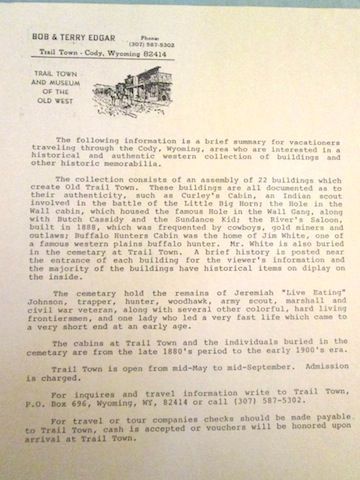 BOB & TERRY EDGAR
Phone:
(307) 587-5302
Trail Town - Cody, Wyoming 82414
TRAIL TOWN
AND MUSEUM
OF THE
OLD WEST
The following information is a brief summary for vacationers
traveling through the Cody, Wyoming, area who are interested in a
historical and authentic western collection of buildings and
other historic memorabilia.
The collection consists of an assembly of 22 buildings which
create Old Trail Town. These buildings are all documented as to
their authenticity, such as Curley's Cabin, an Indian scout
involved in the battle of the Little Big Horn; the Hole in the
Wall cabin, which housed the famous Hole in the Wall Gang, along
with Butch Cassidy and the Sundance Kid; the River's Saloon,
built in 1888, which was frequented by cowboys, gold miners and
outlaws; Buffalo Hunters Cabin was the home of Jim White, one of
a famous western plains buffalo hunter. Mr. White is also buried
in the cemetary at Trail Town. A brief history is posted near
the entrance of each building for the viewer's information and
the majority of the buildings have historical items on diplay on
the inside.
The cemetary hold the remains of Jeremiah "Live Eating"
Johnson, trapper, hunter, woodhawk, army scout, marshall and
civil war veteran, along with several other colorful, hard living
frontiersmen, and one lady who led a very fast life which came to
a very short end at an early age.
The cabins at Trail Town and the individuals buried in the
cemetary are from the late 1880's period to the early 1900's era.
Trail Town is open from mid-May to mid-September. Admission
is charged.
For inquires and travel information write to Trail Town,
P.O. Box 696, Wyoming, WY, 82414 or call (307) 587-5302.
For travel or tour companies checks should be made payable
to Trail Town, cash is accepted or vouchers will be honored upon
arrival at Trail Town.